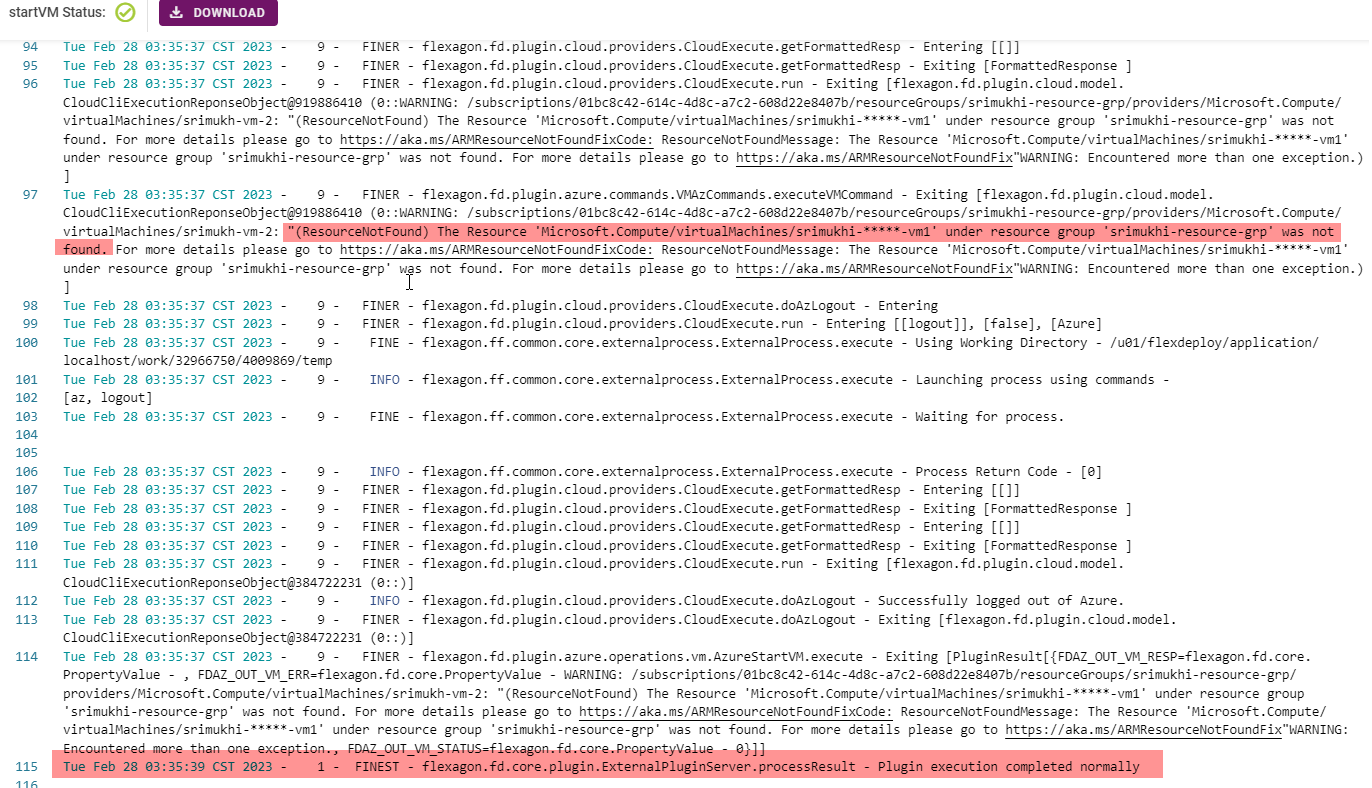 startVM Status: DOWNLOAD
94 Tue Feb 28 03:35:37 CST 2023 - 9 - FINER - flexagon.fd.plugin.cloud.providers.CloudExecute.getFormattedResp - Entering [[]]
95 Tue Feb 28 03:35:37 CST 2023 - 9 - FINER - flexagon.fd.plugin.cloud.providers.CloudExecute.getFormattedResp - Exiting [FormattedResponse ]
96 Tue Feb 28 03:35:37 CST 2023 - 9 - FINER - flexagon.fd.plugin.cloud.providers.CloudExecute.run - Exiting [flexagon.fd.plugin.cloud.model.
CloudCliExecutionReponseObject@919886410 (0::WARNING: /subscriptions/01bc8c42-614c-4d8c-a7c2-608d22e8407b/resourceGroups/srimukhi-resource-grp/providers/Microsoft.Compute/
virtualMachines/srimukh-vm-2: "(ResourceNotFound) The Resource 'Microsoft.Compute/virtualMachines/srimukhi-*****-vm1' under resource group 'srimukhi-resource-grp' was not
found. For more details please go to https://aka.ms/ARMResourceNotFoundFixCode: ResourceNotFoundMessage: The Resource 'Microsoft.Compute/virtualMachines/srimukhi-*****-vm1'
under resource group 'srimukhi-resource-grp' was not found. For more details please go to https://aka.ms/ARMResourceNotFoundFix"WARNING: Encountered more than one exception.)
]
97 Tue Feb 28 03:35:37 CST 2023 - 9 - FINER - flexagon.fd.plugin.azure.commands.VMAzCommands.executeVMCommand - Exiting [flexagon.fd.plugin.cloud.model.
CloudCliExecutionReponseObject@919886410 (0::WARNING: /subscriptions/01bc8c42-614c-4d8c-a7c2-608d22e8407b/resourceGroups/srimukhi-resource-grp/providers/Microsoft.Compute/
virtualMachines/srimukh-vm-2: "(ResourceNotFound) The Resource 'Microsoft.Compute/virtualMachines/srimukhi-*****-vm1' under resource group 'srimukhi-resource-grp' was not
found. For more details please go to https://aka.ms/ARMResourceNotFoundFixCode: ResourceNotFoundMessage: The Resource 'Microsoft.Compute/virtualMachines/srimukhi-*****-vm1'
under resource group 'srimukhi-resource-grp' was not found. For more details please go to https://aka.ms/ARMResourceNotFoundFix"WARNING: Encountered more than one exception.)
]
98 Tue Feb 28 03:35:37 CST 2023 - 9 - FINER - flexagon.fd.plugin.cloud.providers.CloudExecute.doAzLogout - Entering
99 Tue Feb 28 03:35:37 CST 2023 - 9 - FINER - flexagon.fd.plugin.cloud.providers.CloudExecute.run - Entering [[logout]], [false], [Azure]
100 Tue Feb 28 03:35:37 CST 2023 - 9 - FINE - flexagon.ff.common.core.externalprocess.ExternalProcess.execute - Using Working Directory - /u01/flexdeploy/application/
localhost/work/32966750/4009869/temp
101 Tue Feb 28 03:35:37 CST 2023 - 9 - INFO - flexagon.ff.common.core.externalprocess.ExternalProcess.execute - Launching process using commands -
102 [az, logout]
103 Tue Feb 28 03:35:37 CST 2023 - 9 - FINE - flexagon.ff.common.core.externalprocess.ExternalProcess.execute - Waiting for process.
104
105
106 Tue Feb 28 03:35:37 CST 2023 - 9 - INFO - flexagon.ff.common.core.externalprocess.ExternalProcess.execute - Process Return Code - [0]
107 Tue Feb 28 03:35:37 CST 2023 - 9 - FINER - flexagon.fd.plugin.cloud.providers.CloudExecute.getFormattedResp - Entering [[]]
108 Tue Feb 28 03:35:37 CST 2023 - 9 - FINER - flexagon.fd.plugin.cloud.providers.CloudExecute.getFormattedResp - Exiting [FormattedResponse ]
109 Tue Feb 28 03:35:37 CST 2023 - 9 - FINER - flexagon.fd.plugin.cloud.providers.CloudExecute.getFormattedResp - Entering [[]]
110 Tue Feb 28 03:35:37 CST 2023 - 9 - FINER - flexagon.fd.plugin.cloud.providers.CloudExecute.getFormattedResp - Exiting [FormattedResponse ]
111 Tue Feb 28 03:35:37 CST 2023 - 9 - FINER - flexagon.fd.plugin.cloud.providers.CloudExecute.run - Exiting [flexagon.fd.plugin.cloud.model.
CloudCliExecutionReponseObject@384722231 (0::)]
112 Tue Feb 28 03:35:37 CST 2023 - 9 - INFO - flexagon.fd.plugin.cloud.providers.CloudExecute.doAzLogout - Successfully logged out of Azure.
113 Tue Feb 28 03:35:37 CST 2023 - 9 - FINER - flexagon.fd.plugin.cloud.providers.CloudExecute.doAzLogout - Exiting [flexagon.fd.plugin.cloud.model.
CloudCliExecutionReponseObject@384722231 (0::)]
114 Tue Feb 28 03:35:37 CST 2023 - 9 - FINER - flexagon.fd.plugin.azure.operations.vm.AzureStartVM.execute - Exiting [PluginResult[{FDAZ_OUT_VM_RESP=flexagon.fd.core.
PropertyValue - , FDAZ_OUT_VM_ERR=flexagon.fd.core.PropertyValue - WARNING: /subscriptions/01bc8c42-614c-4d8c-a7c2-608d22e8407b/resourceGroups/srimukhi-resource-grp/
providers/Microsoft.Compute/virtualMachines/srimukh-vm-2: "(ResourceNotFound) The Resource 'Microsoft.Compute/virtualMachines/srimukhi-*****-vm1' under resource group
'srimukhi-resource-grp' was not found. For more details please go to https://aka.ms/ARMResourceNotFoundFixCode: ResourceNotFoundMessage: The Resource 'Microsoft.Compute/
virtualMachines/srimukhi-*****-vm1' under resource group 'srimukhi-resource-grp' was not found. For more details please go to https://aka.ms/ARMResourceNotFoundFix"WARNING:
Encountered more than one exception., FDAZ_OUT_VM_STATUS=flexagon.fd.core.PropertyValue - 0}]]
115 Tue Feb 28 03:35:39 CST 2023 - 1 - FINEST - flexagon.fd.core.plugin.ExternalPluginServer.processResult - Plugin execution completed normally
116